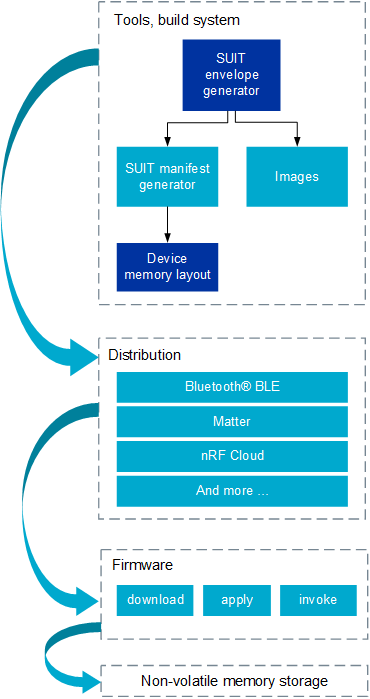 Tools, build system
SUIT
envelope
generator
SUIT manifest
generator
Images
Device
memory layout
Distribution
Bluetooth® BLE
Matter
nRF Cloud
And more ...
Firmware
download
apply
invoke
Non-volatile memory storage